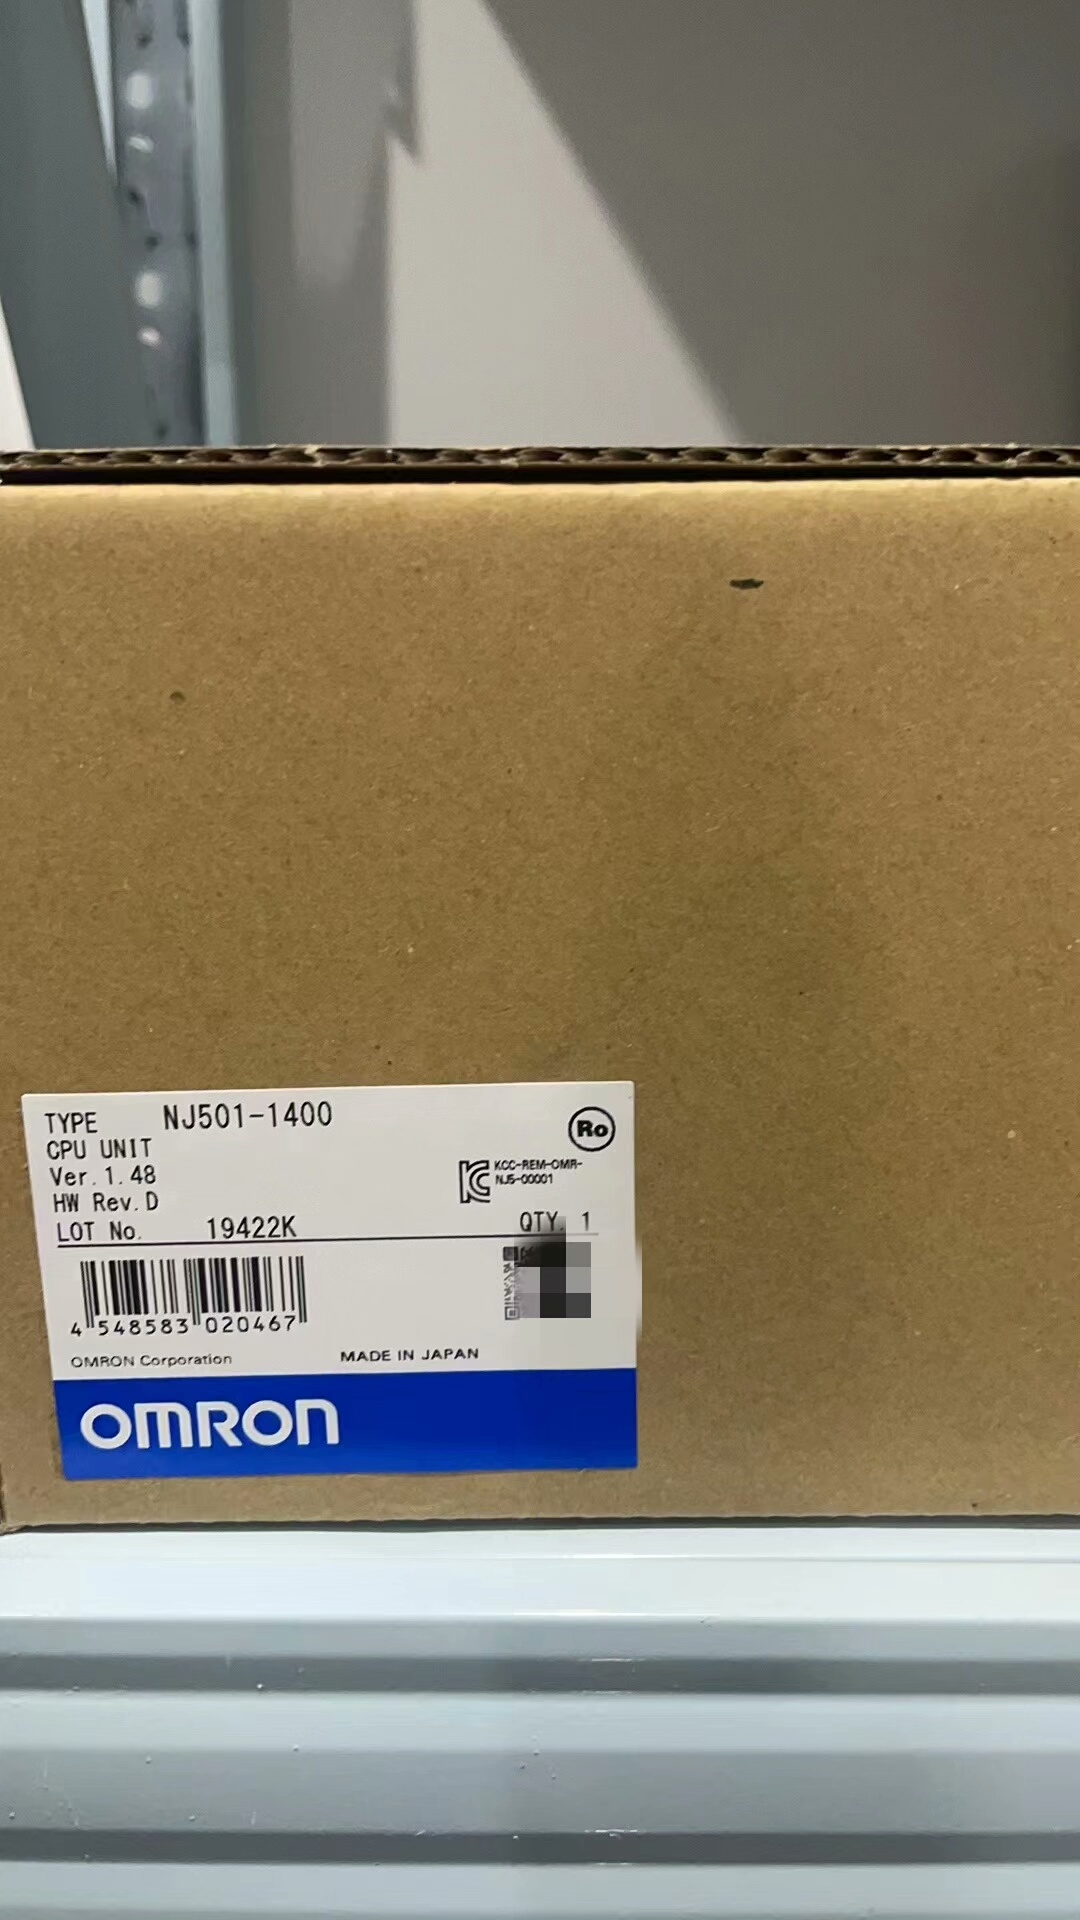 TYPE NJ501-1400
CPU UNIT
Ver.1.48
HW Rev.D
LOT No. 19422K
Ro
KCC-REM-OMR-
NJ5-00001
QTY. 1
4 548583 020467
OMRON Corporation MADE IN JAPAN
OMRON